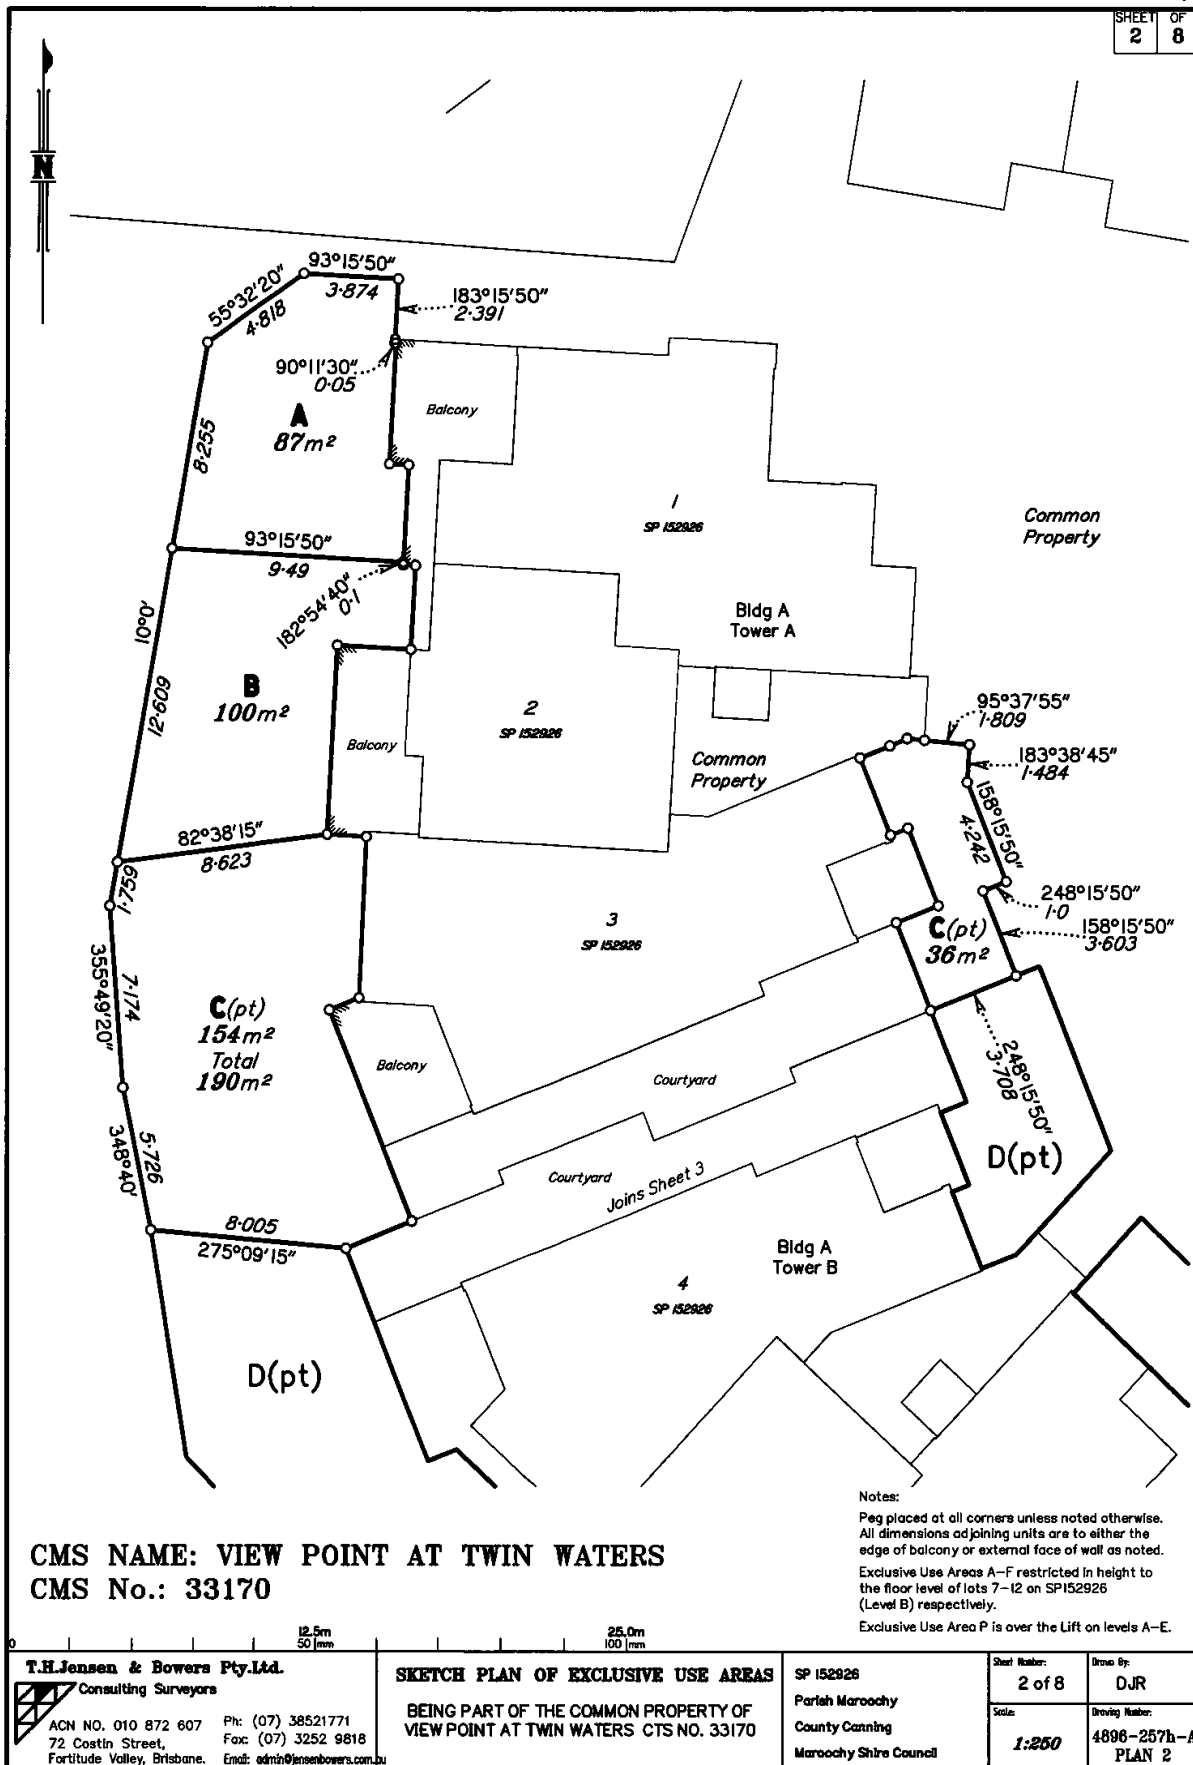 SHEET OF
2 8
N
93°15'50"
3·874
55°32'20"
4·818
183°15'50"
2·391
90°11'30"
0·05
A
87m²
Balcony
8·255
1
SP 152926
Common
Property
93°15'50"
9·49
182°54'40"
0·1
10°0'
12·609
Bldg A
Tower A
B
100m²
2
SP 152926
Balcony
Common
Property
95°37'55"
1·809
183°38'45"
1·484
158°15'50"
4·242
82°38'15"
8·623
1·759
248°15'50"
1·0
158°15'50"
3·603
3
SP 152926
C(pt)
36m²
355°49'20"
7·174
C(pt)
154m²
Total
190m²
Balcony
Courtyard
248°15'50"
3·708
348°40'
5·726
Courtyard
Joins Sheet 3
D(pt)
8·005
275°09'15"
Bldg A
Tower B
4
SP 152926
D(pt)
Notes:
Peg placed at all corners unless noted otherwise.
All dimensions adjoining units are to either the
edge of balcony or external face of wall as noted.
Exclusive Use Areas A-F restricted in height to
the floor level of lots 7-12 on SP152926
(Level B) respectively.
Exclusive Use Area P is over the Lift on levels A-E.
CMS NAME: VIEW POINT AT TWIN WATERS
CMS No.: 33170
0 12.5m 25.0m
50 mm 100 mm
T.H.Jensen & Bowers Pty.Ltd.
Consulting Surveyors
ACN NO. 010 872 607
72 Costin Street,
Fortitude Valley, Brisbane.
Ph: (07) 38521771
Fax: (07) 3252 9818
Email: admin@jensenbowers.com.au
SKETCH PLAN OF EXCLUSIVE USE AREAS
BEING PART OF THE COMMON PROPERTY OF
VIEW POINT AT TWIN WATERS CTS NO. 33170
SP 152926
Parish Maroochy
County Canning
Maroochy Shire Council
Sheet Number:
2 of 8
Drawn By:
DJR
Scale:
1:250
Drawing Number:
4896-257h-A
PLAN 2